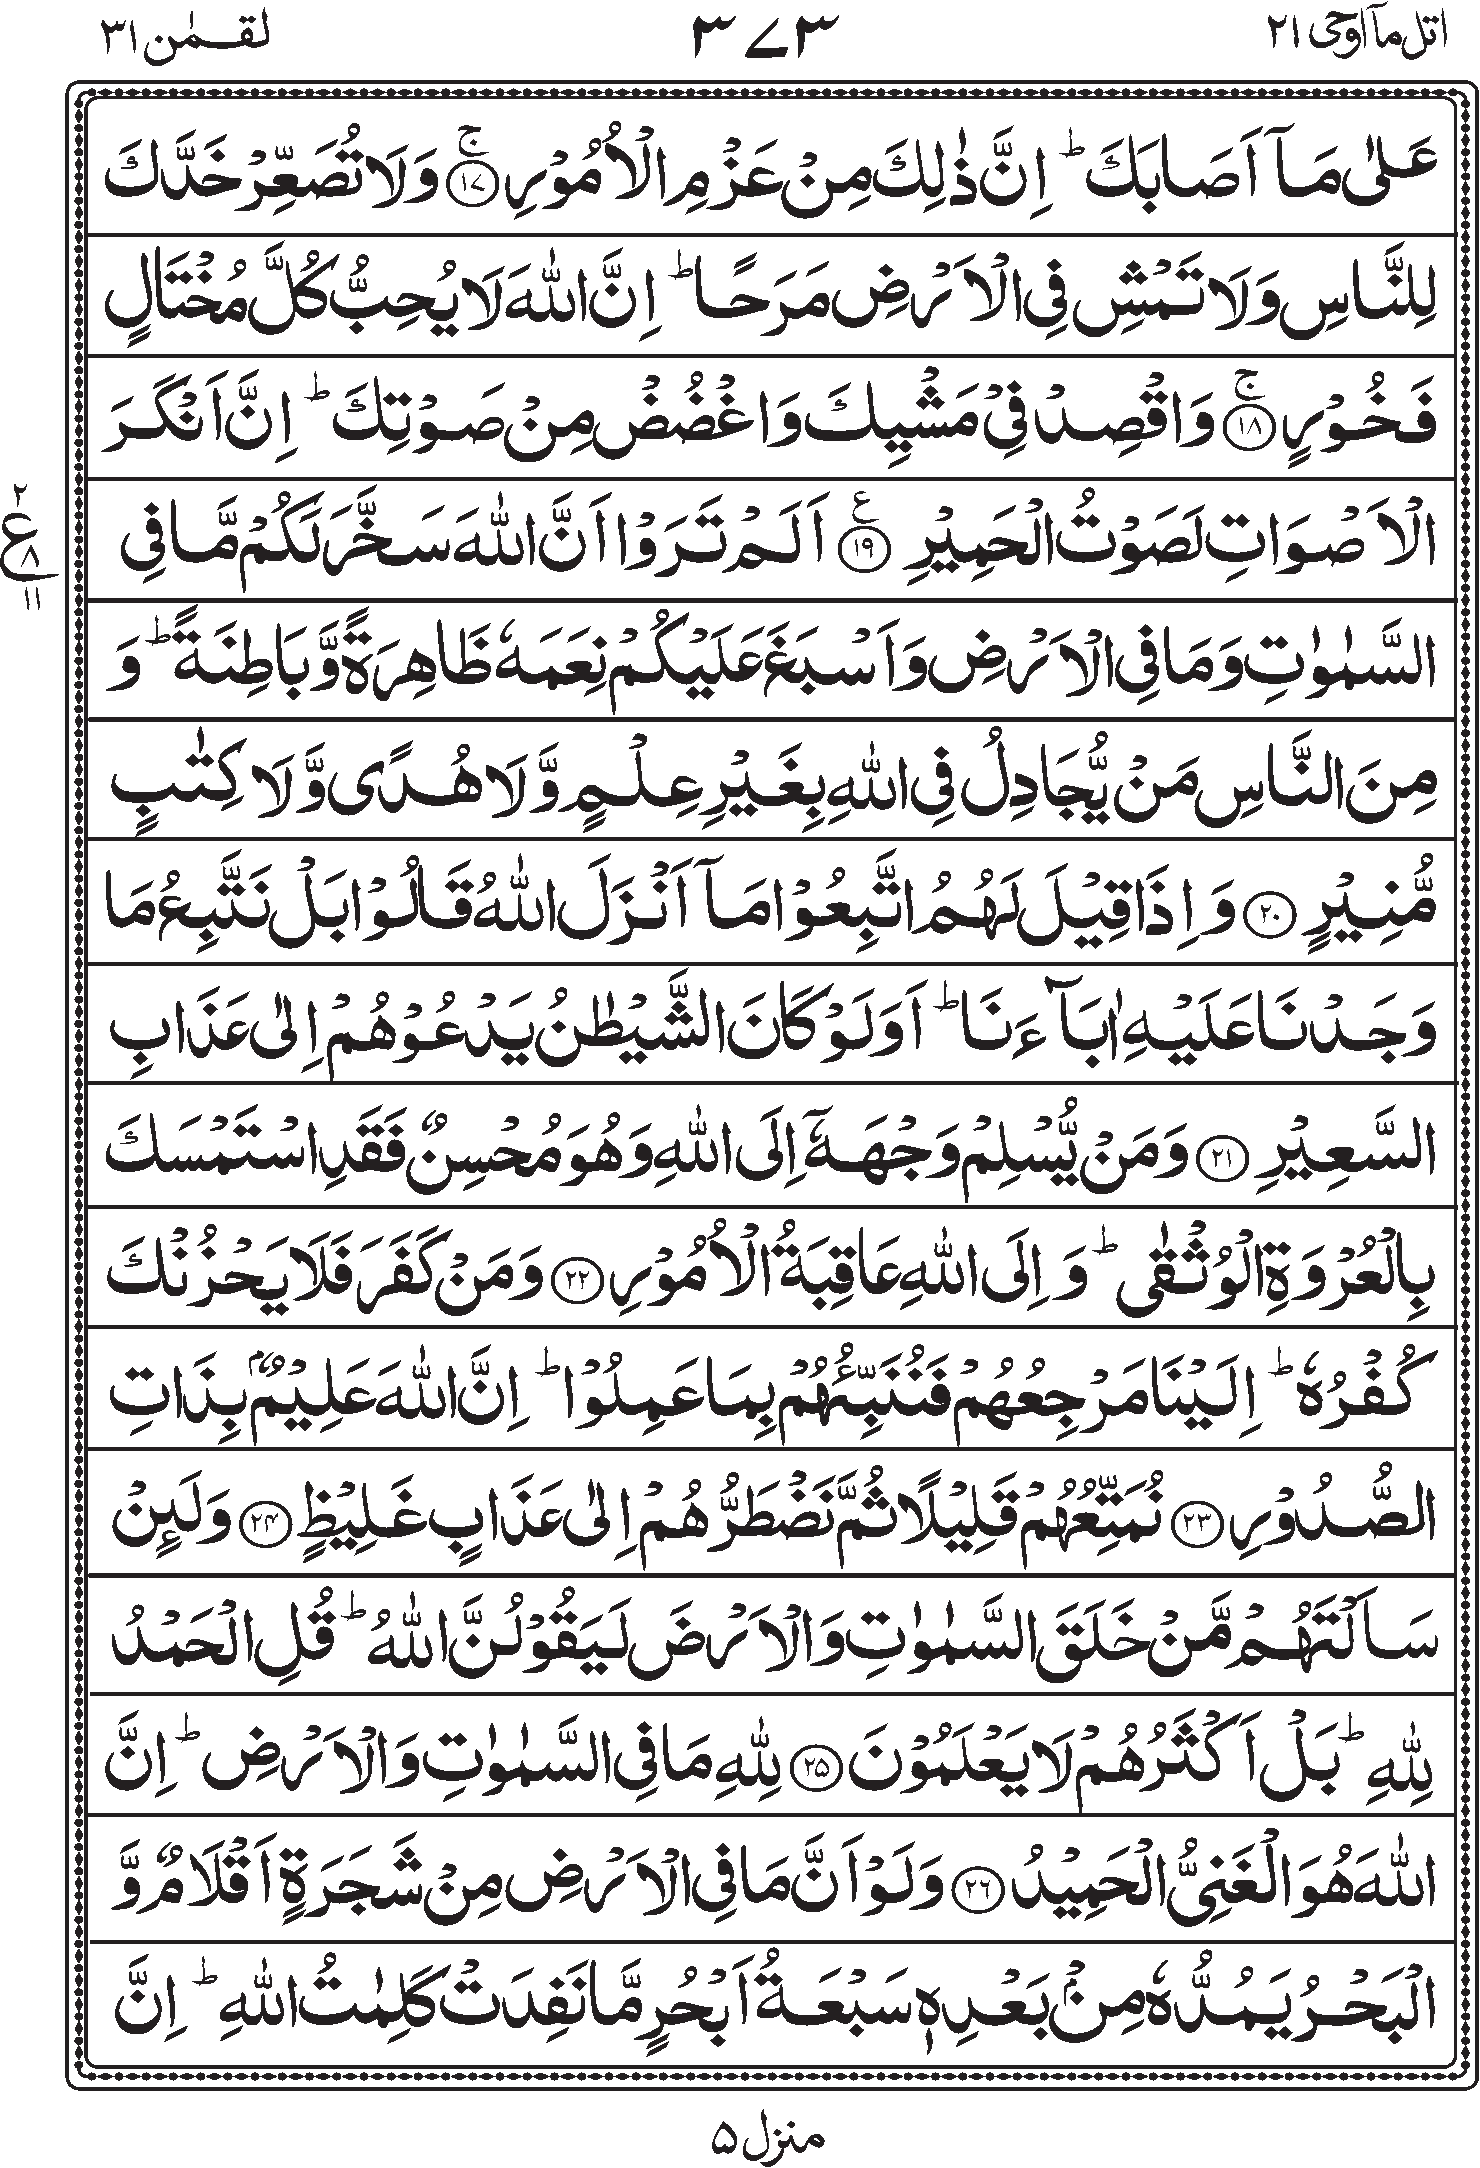 اتل مآ اوحی ۲۱ ۳۷۳ لقمٰن ۳۱
عَلٰى مَاۤ اَصَابَكَ ؕ اِنَّ ذٰلِكَ مِنْ عَزْمِ الْاُمُوْرِ ۚ‏﴿۱۷﴾ وَلَا تُصَعِّرْ خَدَّكَ
لِلنَّاسِ وَلَا تَمْشِ فِى الْاَرْضِ مَرَحًا ؕ اِنَّ اللّٰهَ لَا يُحِبُّ كُلَّ مُخْتَالٍ
فَخُوْرٍ ۚ‏﴿۱۸﴾ وَاقْصِدْ فِىْ مَشْيِكَ وَاغْضُضْ مِنْ صَوْتِكَ ؕ اِنَّ اَنْكَرَ
الْاَصْوَاتِ لَصَوْتُ الْحَمِيْرِ ﴿۱۹﴾ ع اَلَمْ تَرَوْا اَنَّ اللّٰهَ سَخَّرَ لَكُمْ مَّا فِى
۲ ع ۸ ۱۱
السَّمٰوٰتِ وَمَا فِى الْاَرْضِ وَاَسْبَغَ عَلَيْكُمْ نِعَمَهٗ ظَاهِرَةً وَّبَاطِنَةً ؕ وَ
مِنَ النَّاسِ مَنْ يُّجَادِلُ فِى اللّٰهِ بِغَيْرِ عِلْمٍ وَّلَا هُدًى وَّلَا كِتٰبٍ
مُّنِيْرٍ ﴿۲۰﴾ وَاِذَا قِيْلَ لَهُمُ اتَّبِعُوْا مَاۤ اَنْزَلَ اللّٰهُ قَالُوْا بَلْ نَتَّبِعُ مَا
وَجَدْنَا عَلَيْهِ اٰبَآءَنَا ؕ اَوَلَوْ كَانَ الشَّيْطٰنُ يَدْعُوْهُمْ اِلٰى عَذَابِ
السَّعِيْرِ ﴿۲۱﴾ وَمَنْ يُّسْلِمْ وَجْهَهٗۤ اِلَى اللّٰهِ وَهُوَ مُحْسِنٌ فَقَدِ اسْتَمْسَكَ
بِالْعُرْوَةِ الْوُثْقٰى ؕ وَاِلَى اللّٰهِ عَاقِبَةُ الْاُمُوْرِ ﴿۲۲﴾ وَمَنْ كَفَرَ فَلَا يَحْزُنْكَ
كُفْرُهٗ ؕ اِلَيْنَا مَرْجِعُهُمْ فَنُنَبِّئُهُمْ بِمَا عَمِلُوْا ؕ اِنَّ اللّٰهَ عَلِيْمٌۢ بِذَاتِ
الصُّدُوْرِ ﴿۲۳﴾ نُمَتِّعُهُمْ قَلِيْلًا ثُمَّ نَضْطَرُّهُمْ اِلٰى عَذَابٍ غَلِيْظٍ ﴿۲۴﴾ وَلَئِنْ
سَاَلْتَهُمْ مَّنْ خَلَقَ السَّمٰوٰتِ وَالْاَرْضَ لَيَقُوْلُنَّ اللّٰهُ ؕ قُلِ الْحَمْدُ
لِلّٰهِ ؕ بَلْ اَكْثَرُهُمْ لَا يَعْلَمُوْنَ ﴿۲۵﴾ لِلّٰهِ مَا فِى السَّمٰوٰتِ وَالْاَرْضِ ؕ اِنَّ
اللّٰهَ هُوَ الْغَنِىُّ الْحَمِيْدُ ﴿۲۶﴾ وَلَوْ اَنَّ مَا فِى الْاَرْضِ مِنْ شَجَرَةٍ اَقْلَامٌ وَّ
الْبَحْرُ يَمُدُّهٗ مِنْۢ بَعْدِهٖ سَبْعَةُ اَبْحُرٍ مَّا نَفِدَتْ كَلِمٰتُ اللّٰهِ ؕ اِنَّ
منزل ۵